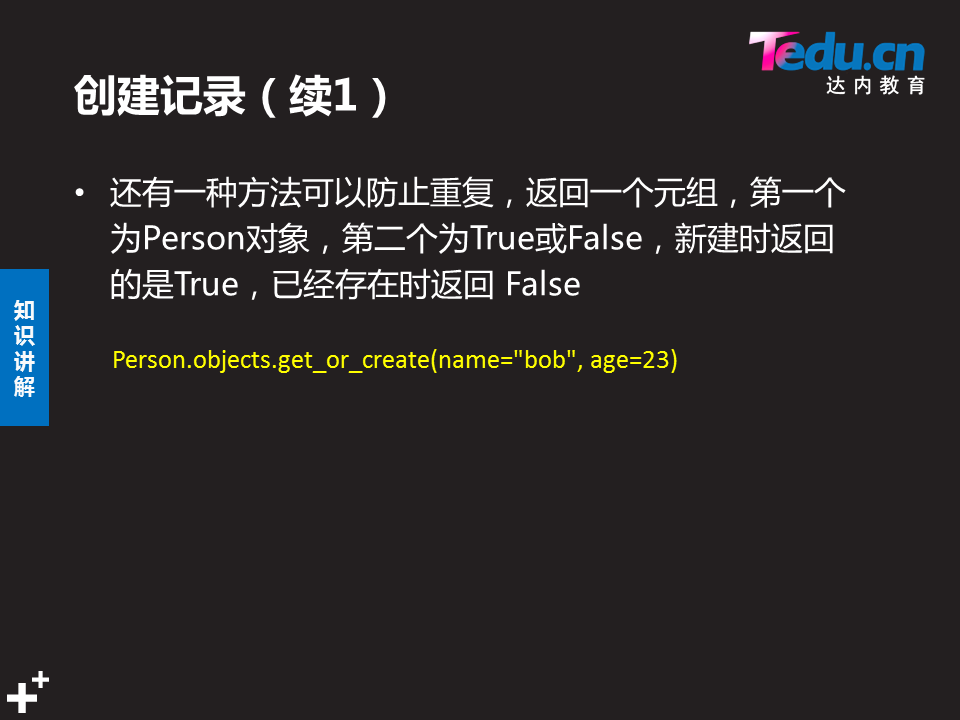 Tedu.cn
达内教育
创建记录（续1）
• 还有一种方法可以防止重复，返回一个元组，第一个
为Person对象，第二个为True或False，新建时返回
的是True，已经存在时返回 False
知识讲解
Person.objects.get_or_create(name="bob", age=23)